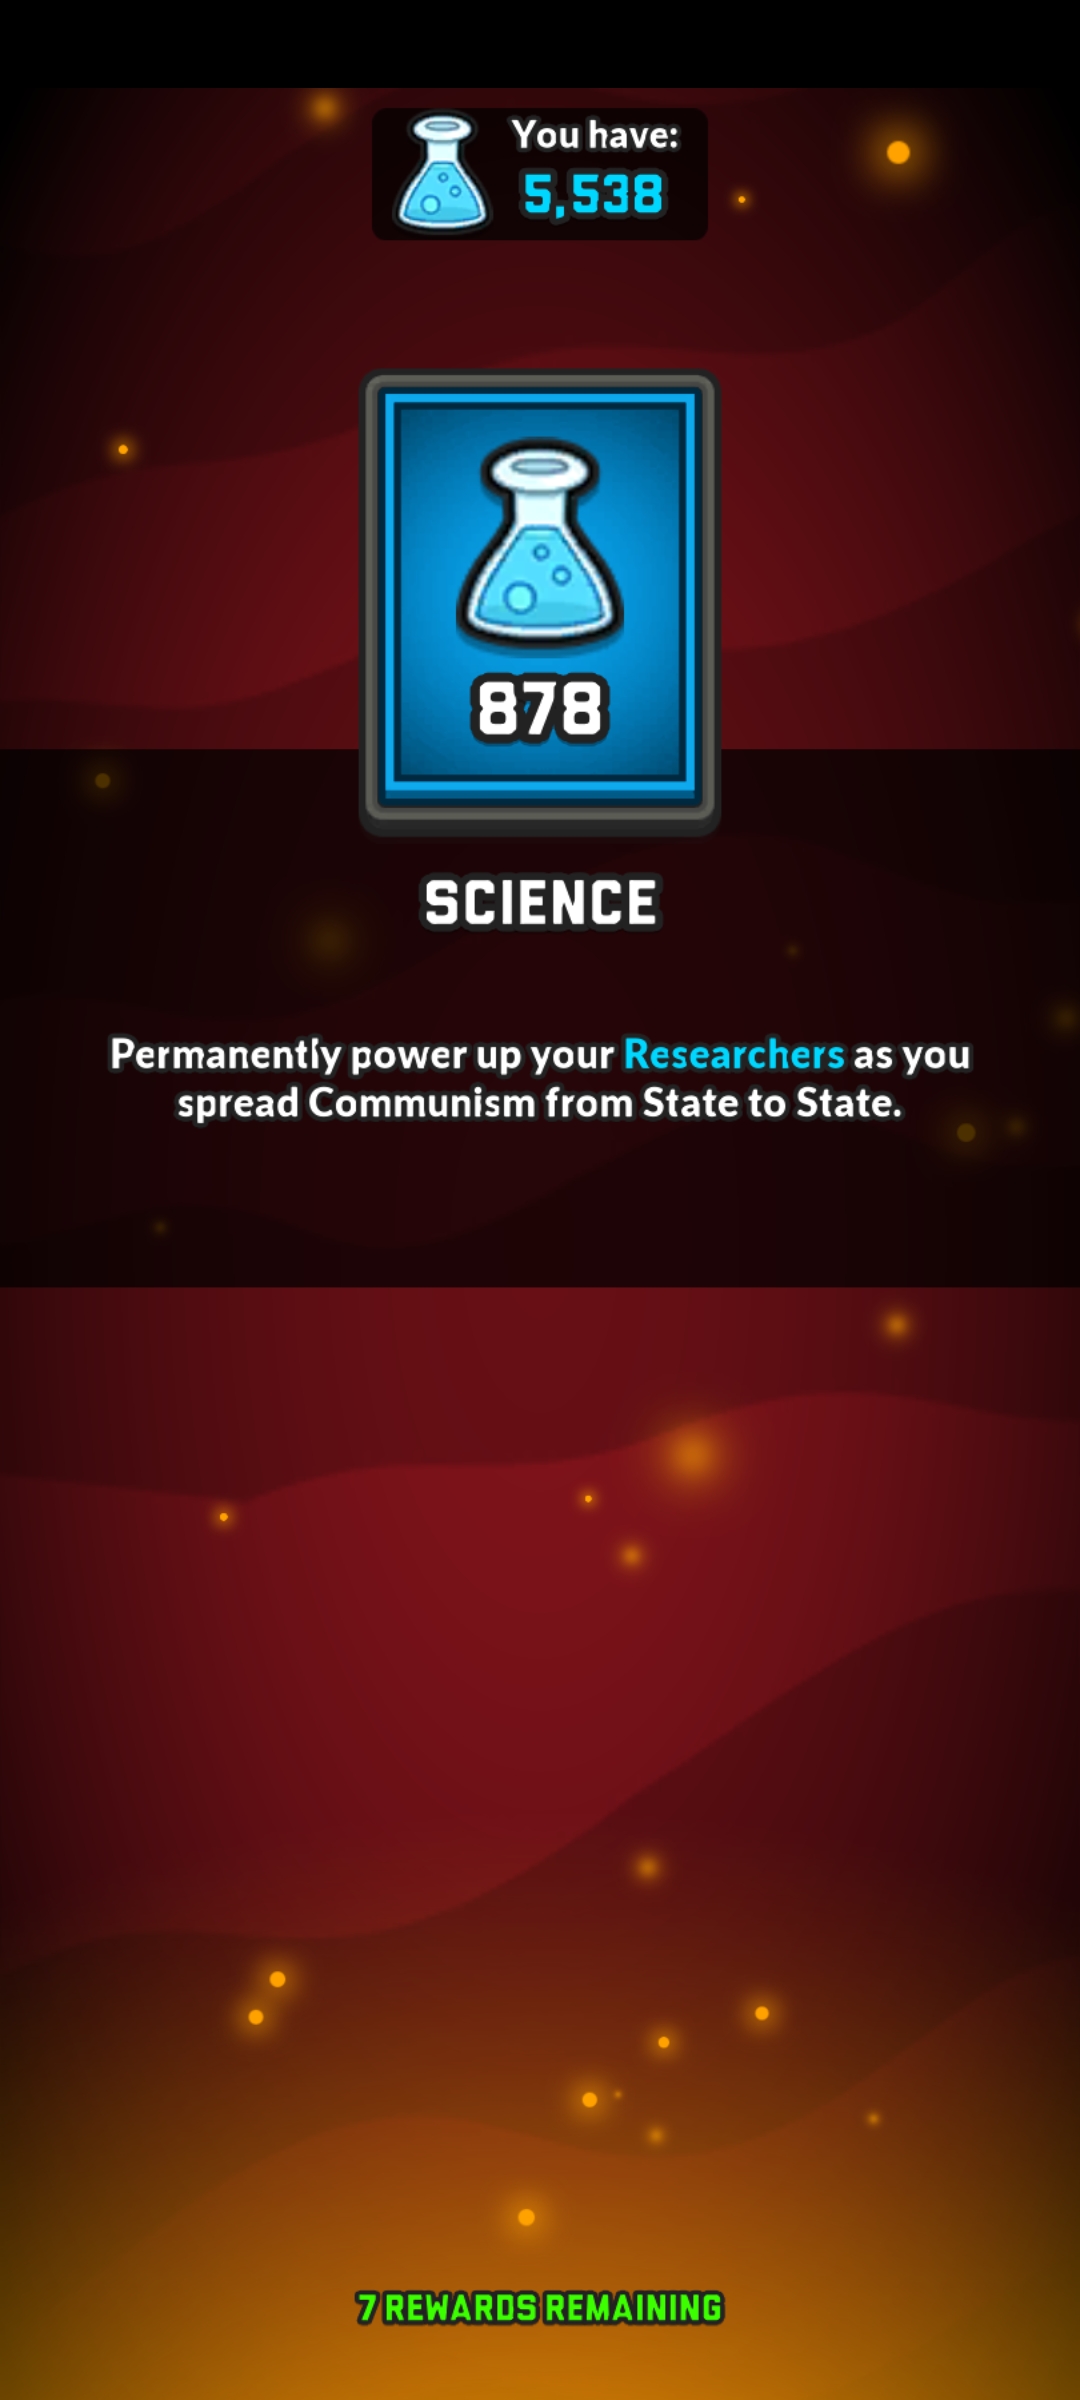 You have:
5,538
878
SCIENCE
Permanently power up your Researchers as you
spread Communism from State to State.
7 REWARDS REMAINING